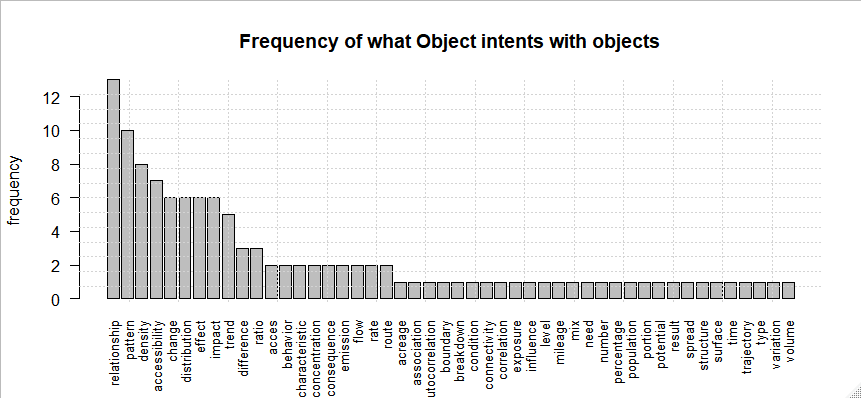 Frequency of what Object intents with objects
frequency
12
10
8
6
4
2
0
relationship
pattern
density
accessibility
change
distribution
effect
impact
trend
difference
ratio
acces
behavior
characteristic
concentration
consequence
emission
flow
rate
route
acreage
association
utocorrelation
boundary
breakdown
condition
connectivity
correlation
exposure
influence
level
mileage
mix
need
number
percentage
population
portion
potential
result
spread
structure
surface
time
trajectory
type
variation
volume